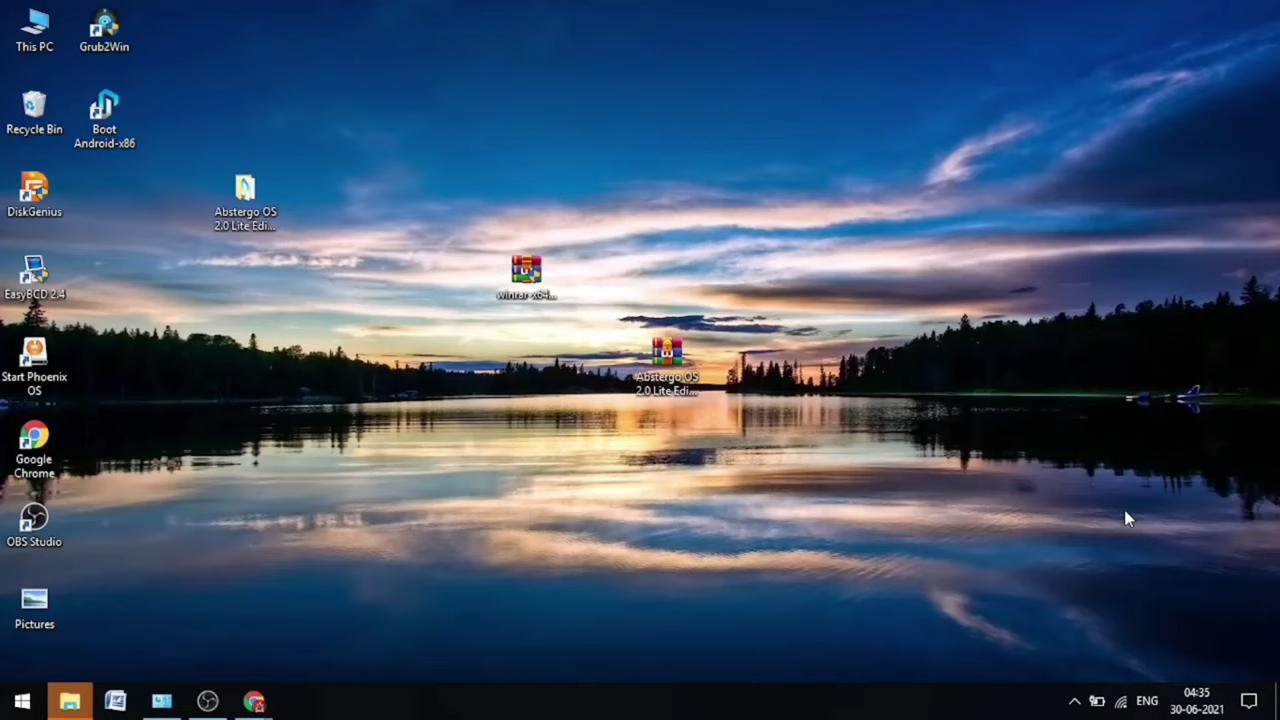 This PC
Grub2Win
Recycle Bin
Boot
Android-x86
DiskGenius
Abstergo OS
2.0 Lite Edi...
EasyBCD 2.4
winrar-x64...
Start Phoenix
OS
Abstergo OS
2.0 Lite Edi...
Google
Chrome
OBS Studio
Pictures
ENG
04:35
30-06-2021